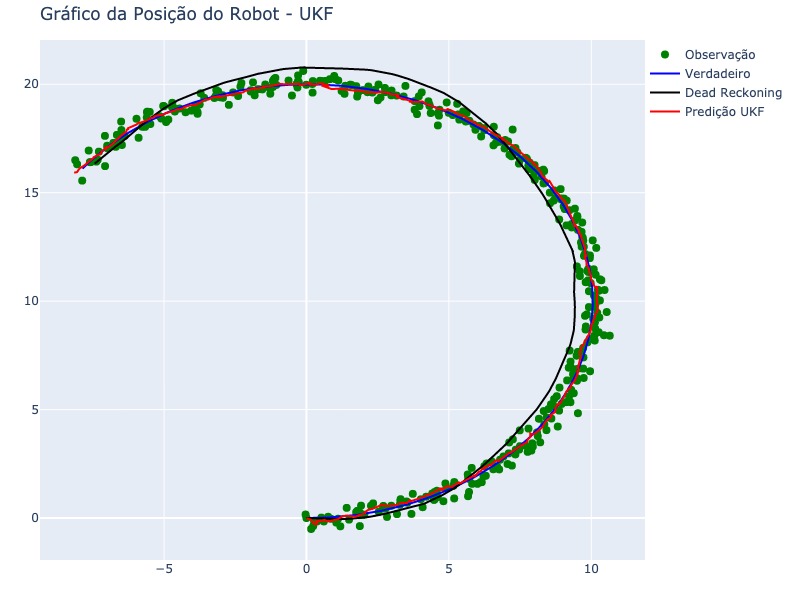 Gráfico da Posição do Robot - UKF
Observação
Verdadeiro
Dead Reckoning
Predição UKF
20
15
10
5
0
−5
0
5
10